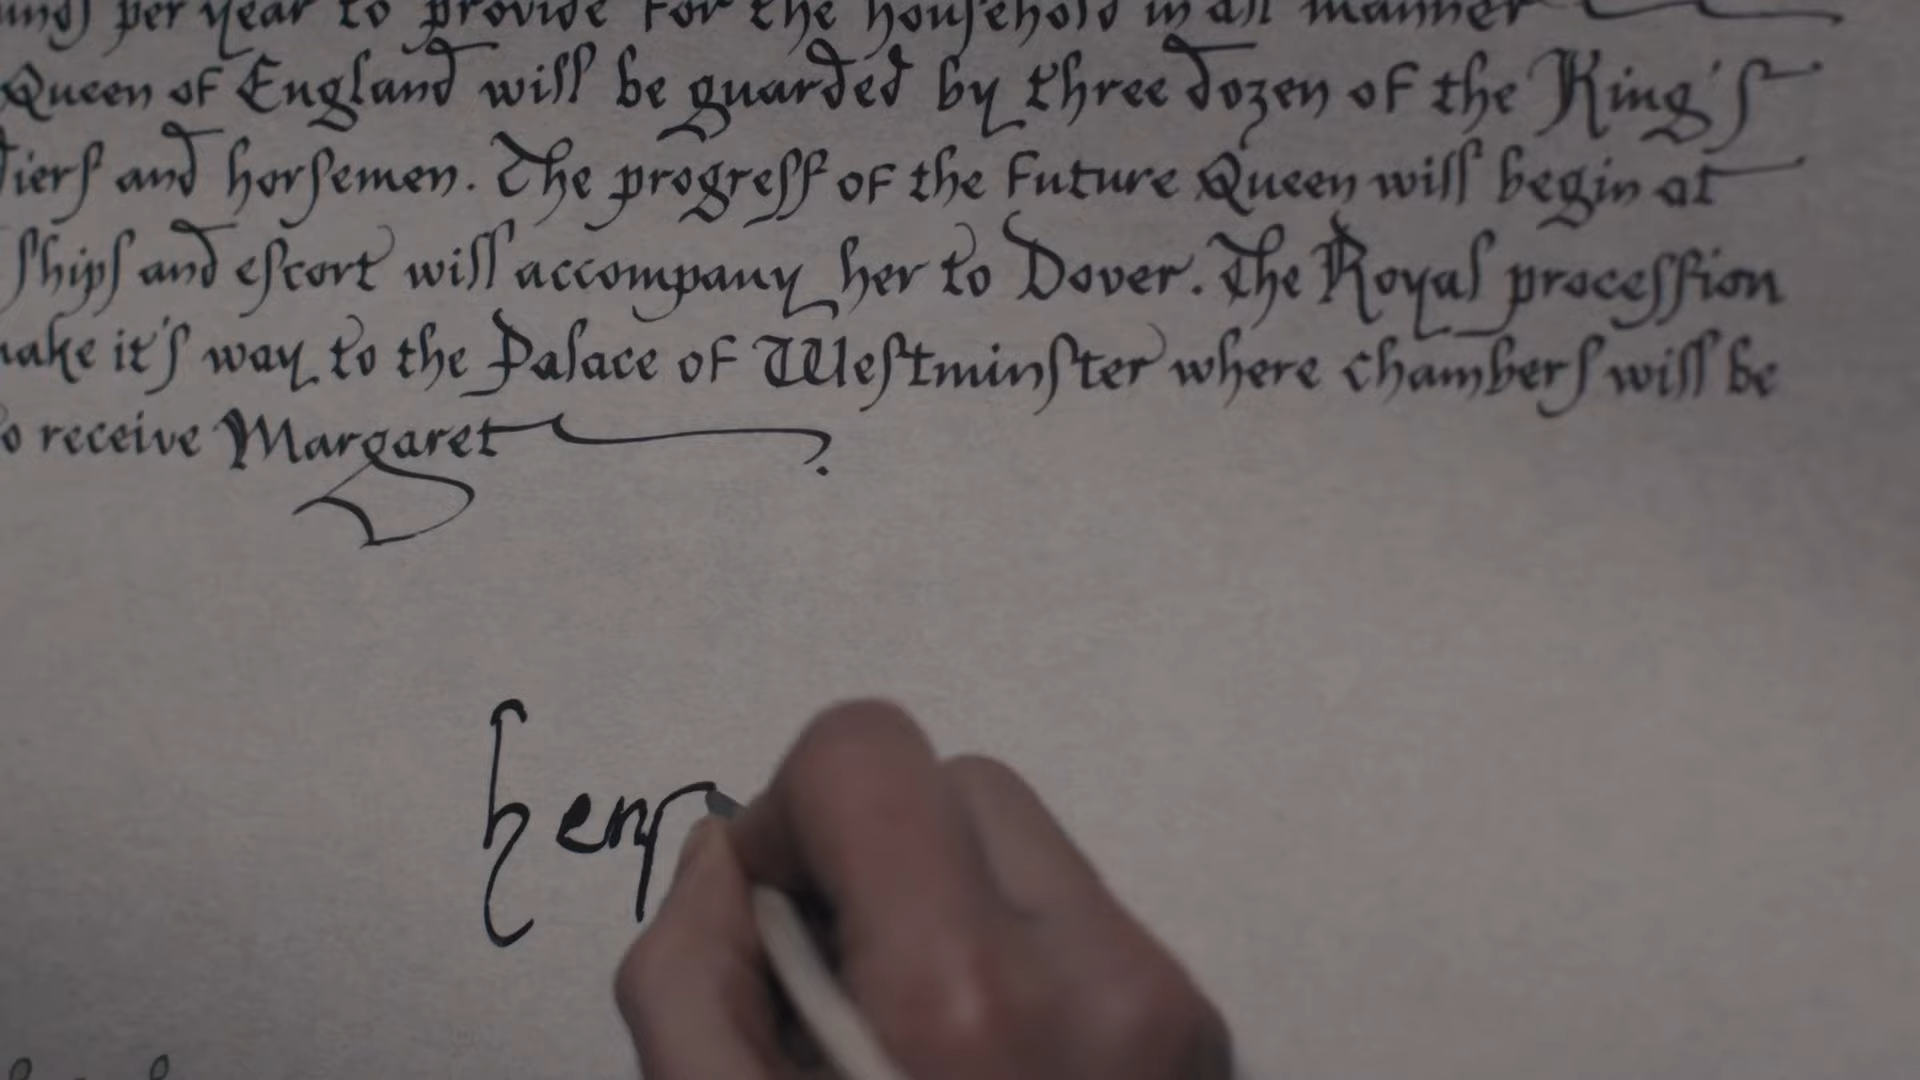 per year to provide for the household in all manner
Queen of England will be guarded by three dozen of the King's
and horsemen. The progress of the future Queen will begin at
Ships and escort will accompany her to Dover. The Royal procession
make it's way to the Palace of Westminster where chambers will be
receive Margaret
henr